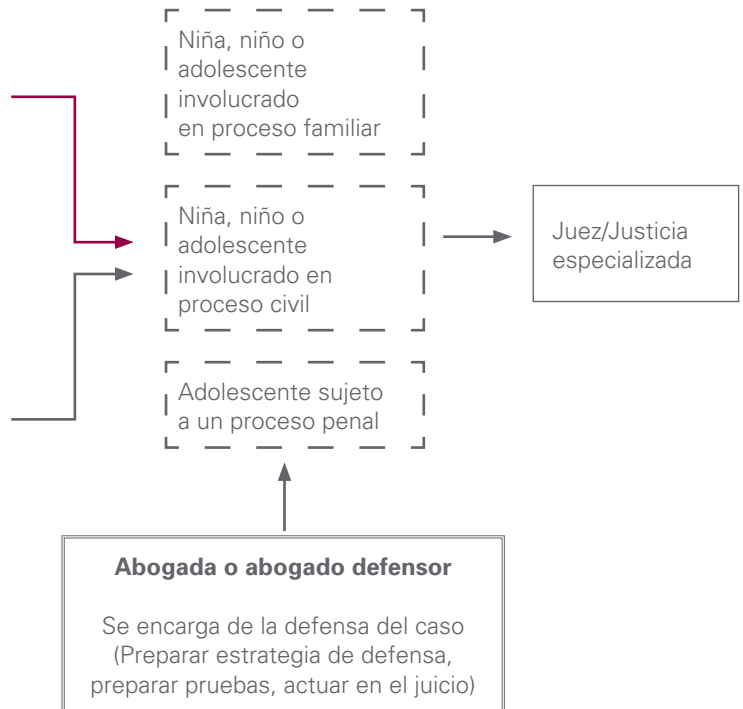 Niña, niño o
adolescente
involucrado
en proceso familiar
Niña, niño o
adolescente
involucrado en
proceso civil
Juez/Justicia
especializada
Adolescente sujeto
a un proceso penal
Abogada o abogado defensor
Se encarga de la defensa del caso
(Preparar estrategia de defensa,
preparar pruebas, actuar en el juicio)